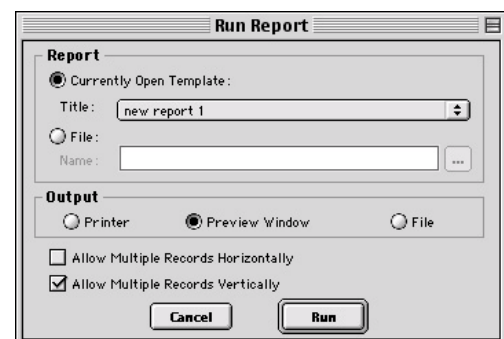 Run Report
Report
Currently Open Template:
Title: new report 1
File:
Name: ...
Output
Printer Preview Window File
Allow Multiple Records Horizontally
Allow Multiple Records Vertically
Cancel Run